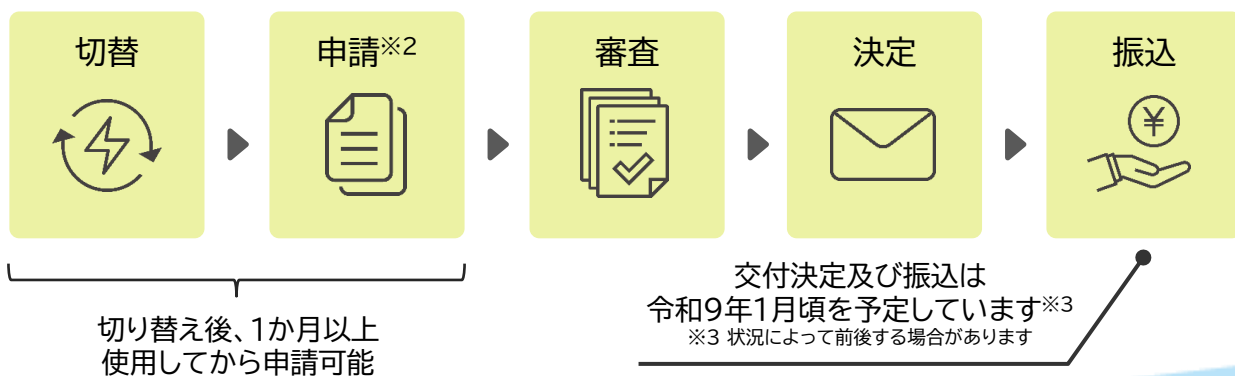 切替
申請※2
審査
決定
振込
¥
切り替え後、1か月以上
使用してから申請可能
交付決定及び振込は
令和9年1月頃を予定しています※3
※3 状況によって前後する場合があります